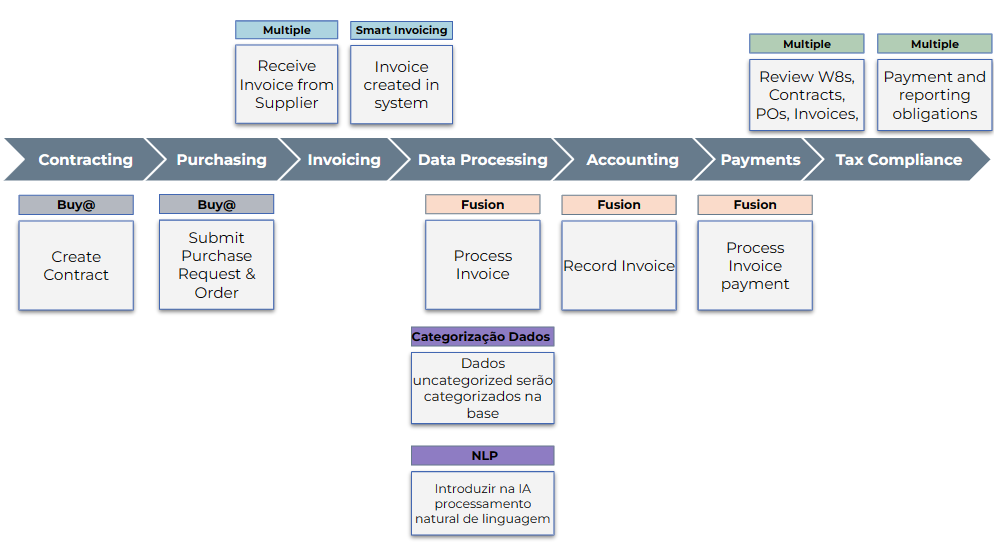 Multiple
Receive
Invoice from
Supplier
Smart Invoicing
Invoice
created in
system
Multiple
Review W8s,
Contracts,
POs, Invoices,
Multiple
Payment and
reporting
obligations
Contracting
Purchasing
Invoicing
Data Processing
Accounting
Payments
Tax Compliance
Buy@
Create
Contract
Buy@
Submit
Purchase
Request &
Order
Fusion
Process
Invoice
Fusion
Record Invoice
Fusion
Process
Invoice
payment
Categorização Dados
Dados
uncategorized serão
categorizados na
base
NLP
Introduzir na IA
processamento
natural de linguagem